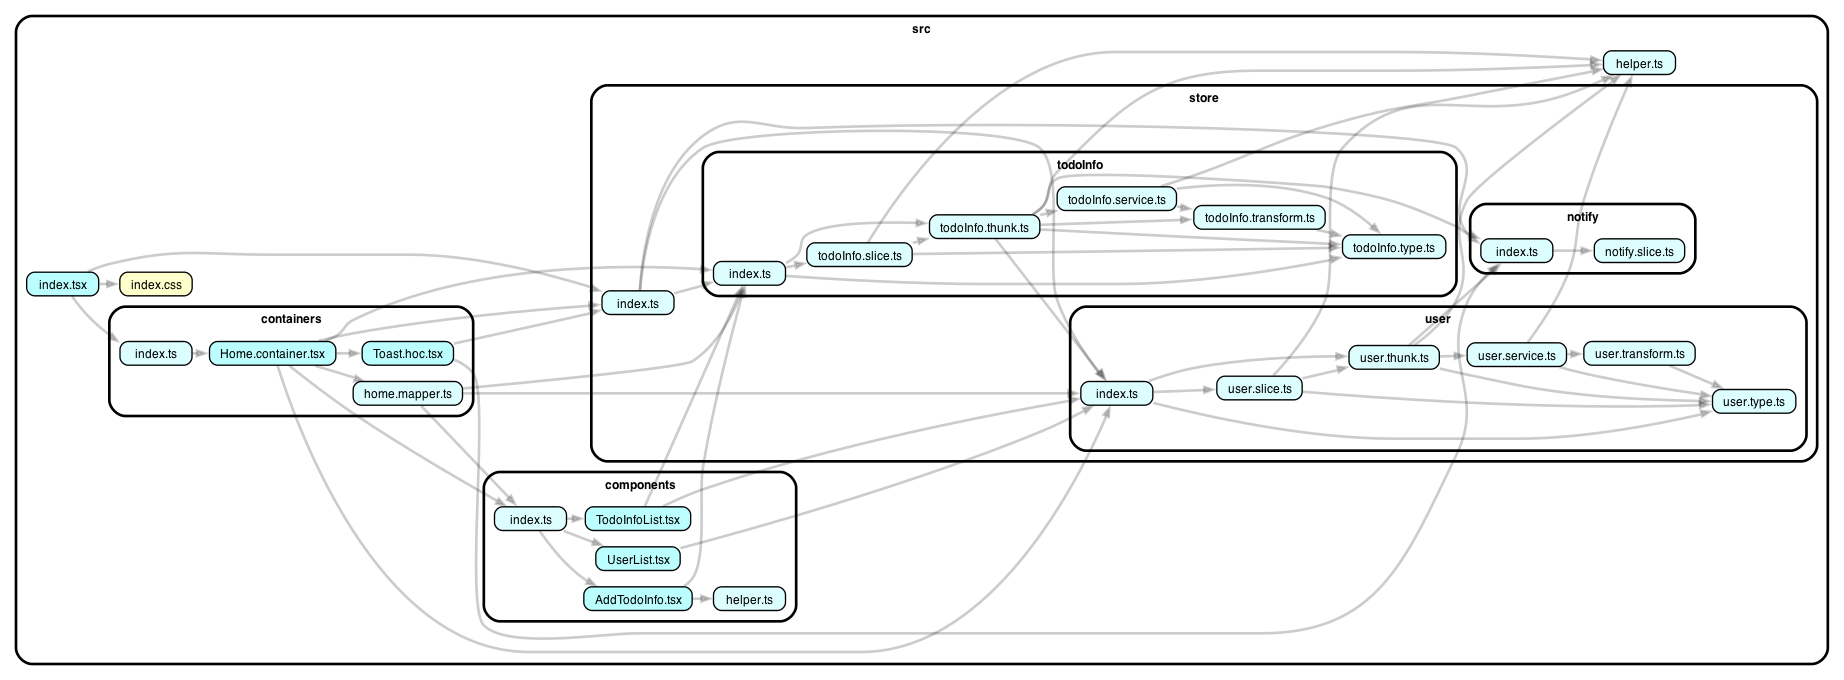 src
helper.ts
store
todoInfo
todoInfo.service.ts
todoInfo.transform.ts
todoInfo.thunk.ts
todoInfo.slice.ts
todoInfo.type.ts
index.ts
notify
index.ts
notify.slice.ts
index.tsx
index.css
index.ts
containers
index.ts
Home.container.tsx
Toast.hoc.tsx
home.mapper.ts
user
user.thunk.ts
user.service.ts
user.transform.ts
index.ts
user.slice.ts
user.type.ts
components
index.ts
TodoInfoList.tsx
UserList.tsx
AddTodoInfo.tsx
helper.ts